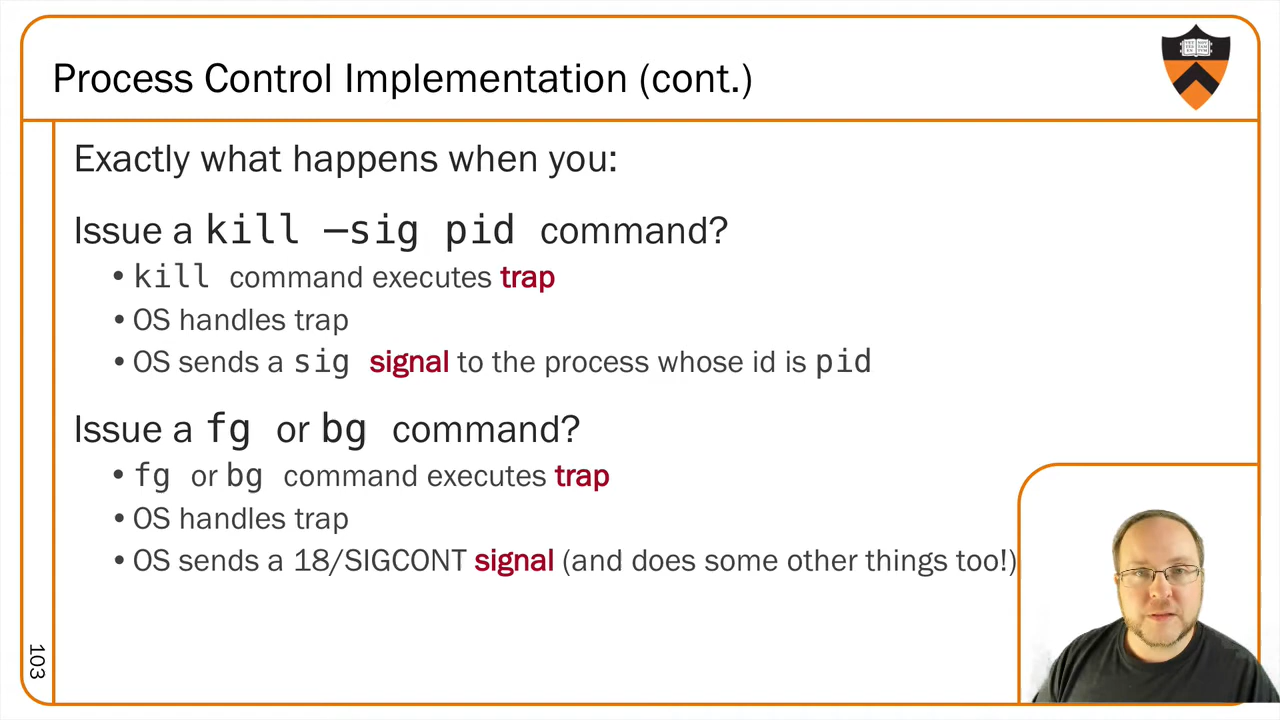 Process Control Implementation (cont.)
Exactly what happens when you:
Issue a kill –sig pid command?
• kill command executes trap
• OS handles trap
• OS sends a sig signal to the process whose id is pid
Issue a fg or bg command?
• fg or bg command executes trap
• OS handles trap
• OS sends a 18/SIGCONT signal (and does some other things too!)
103